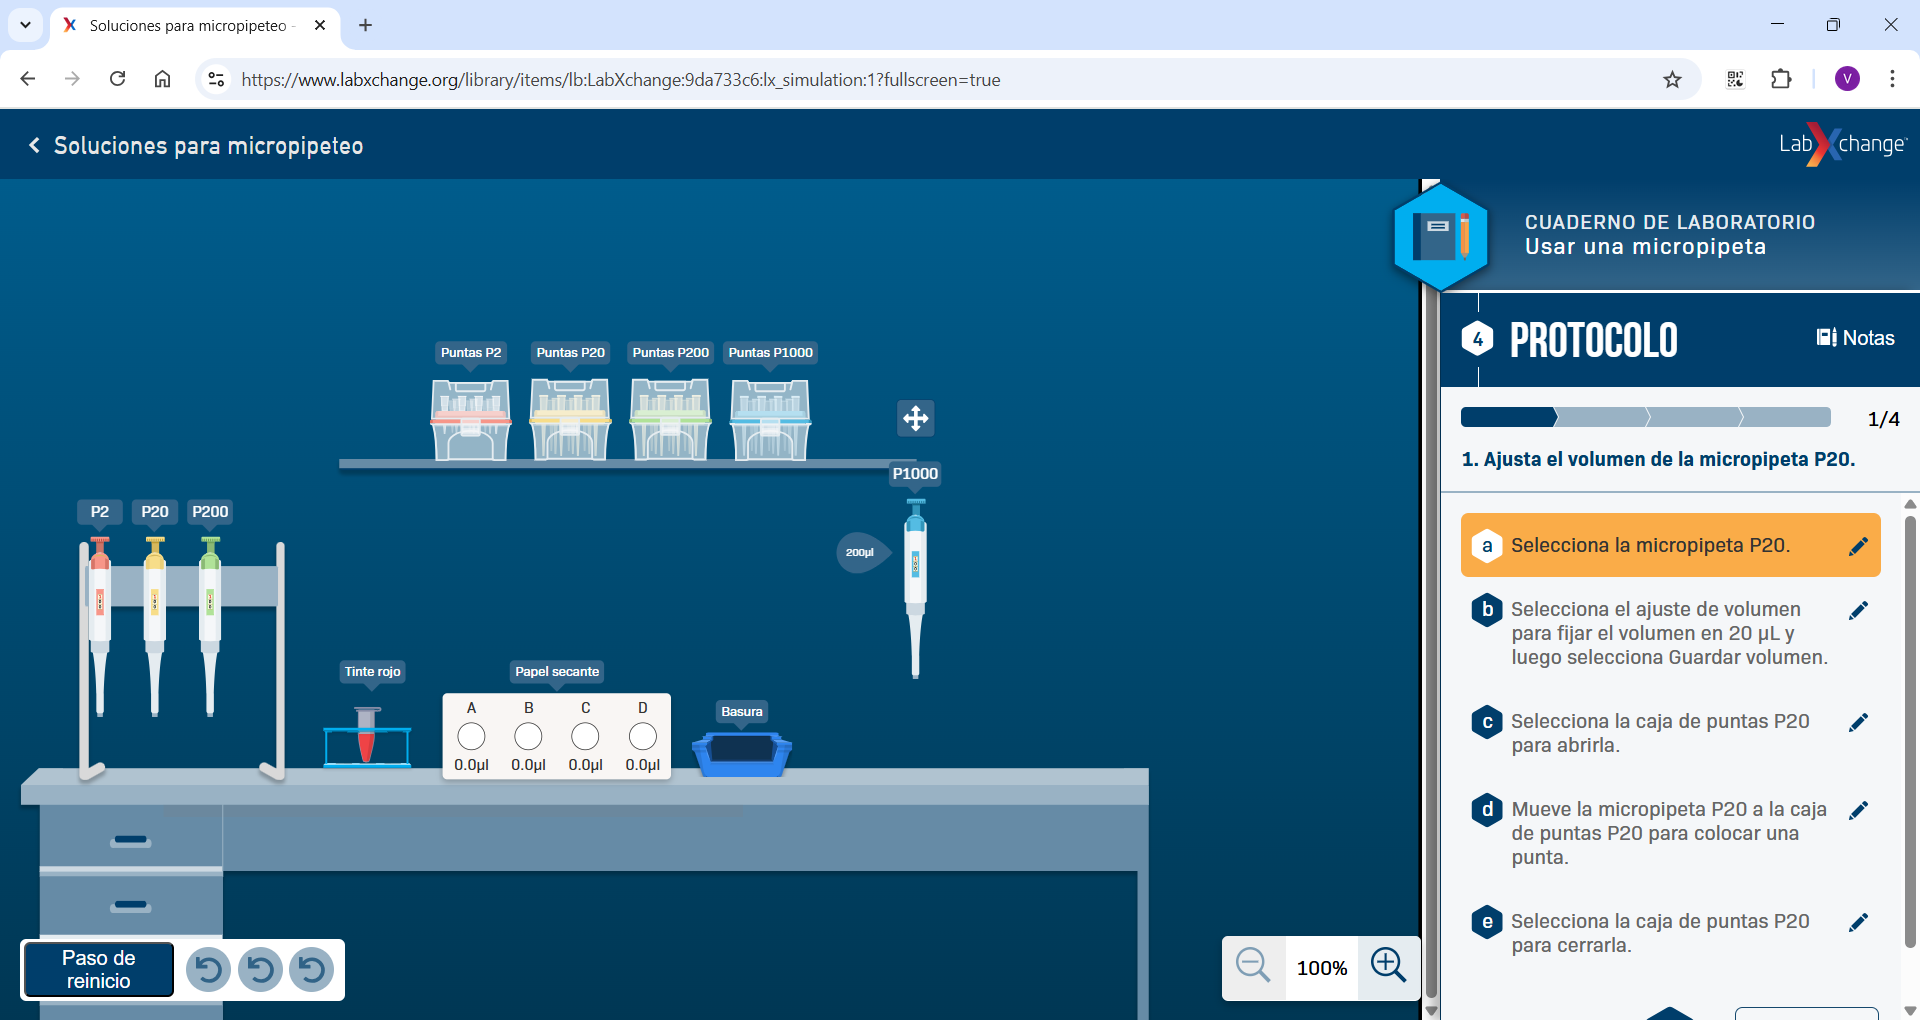 Soluciones para micropipeteo -
https://www.labxchange.org/library/items/lb:LabXchange:9da733c6:lx_simulation:1?fullscreen=true
V
Soluciones para micropipeteo
LabXchange
CUADERNO DE LABORATORIO
Usar una micropipeta
4
PROTOCOLO
Notas
1/4
1. Ajusta el volumen de la micropipeta P20.
a
Selecciona la micropipeta P20.
b
Selecciona el ajuste de volumen
para fijar el volumen en 20 µL y
luego selecciona Guardar volumen.
c
Selecciona la caja de puntas P20
para abrirla.
d
Mueve la micropipeta P20 a la caja
de puntas P20 para colocar una
punta.
e
Selecciona la caja de puntas P20
para cerrarla.
Puntas P2
Puntas P20
Puntas P200
Puntas P1000
P1000
200µl
P2
P20
P200
Tinte rojo
Papel secante
A B C D
0.0µl 0.0µl 0.0µl 0.0µl
Basura
Paso de
reinicio
100%